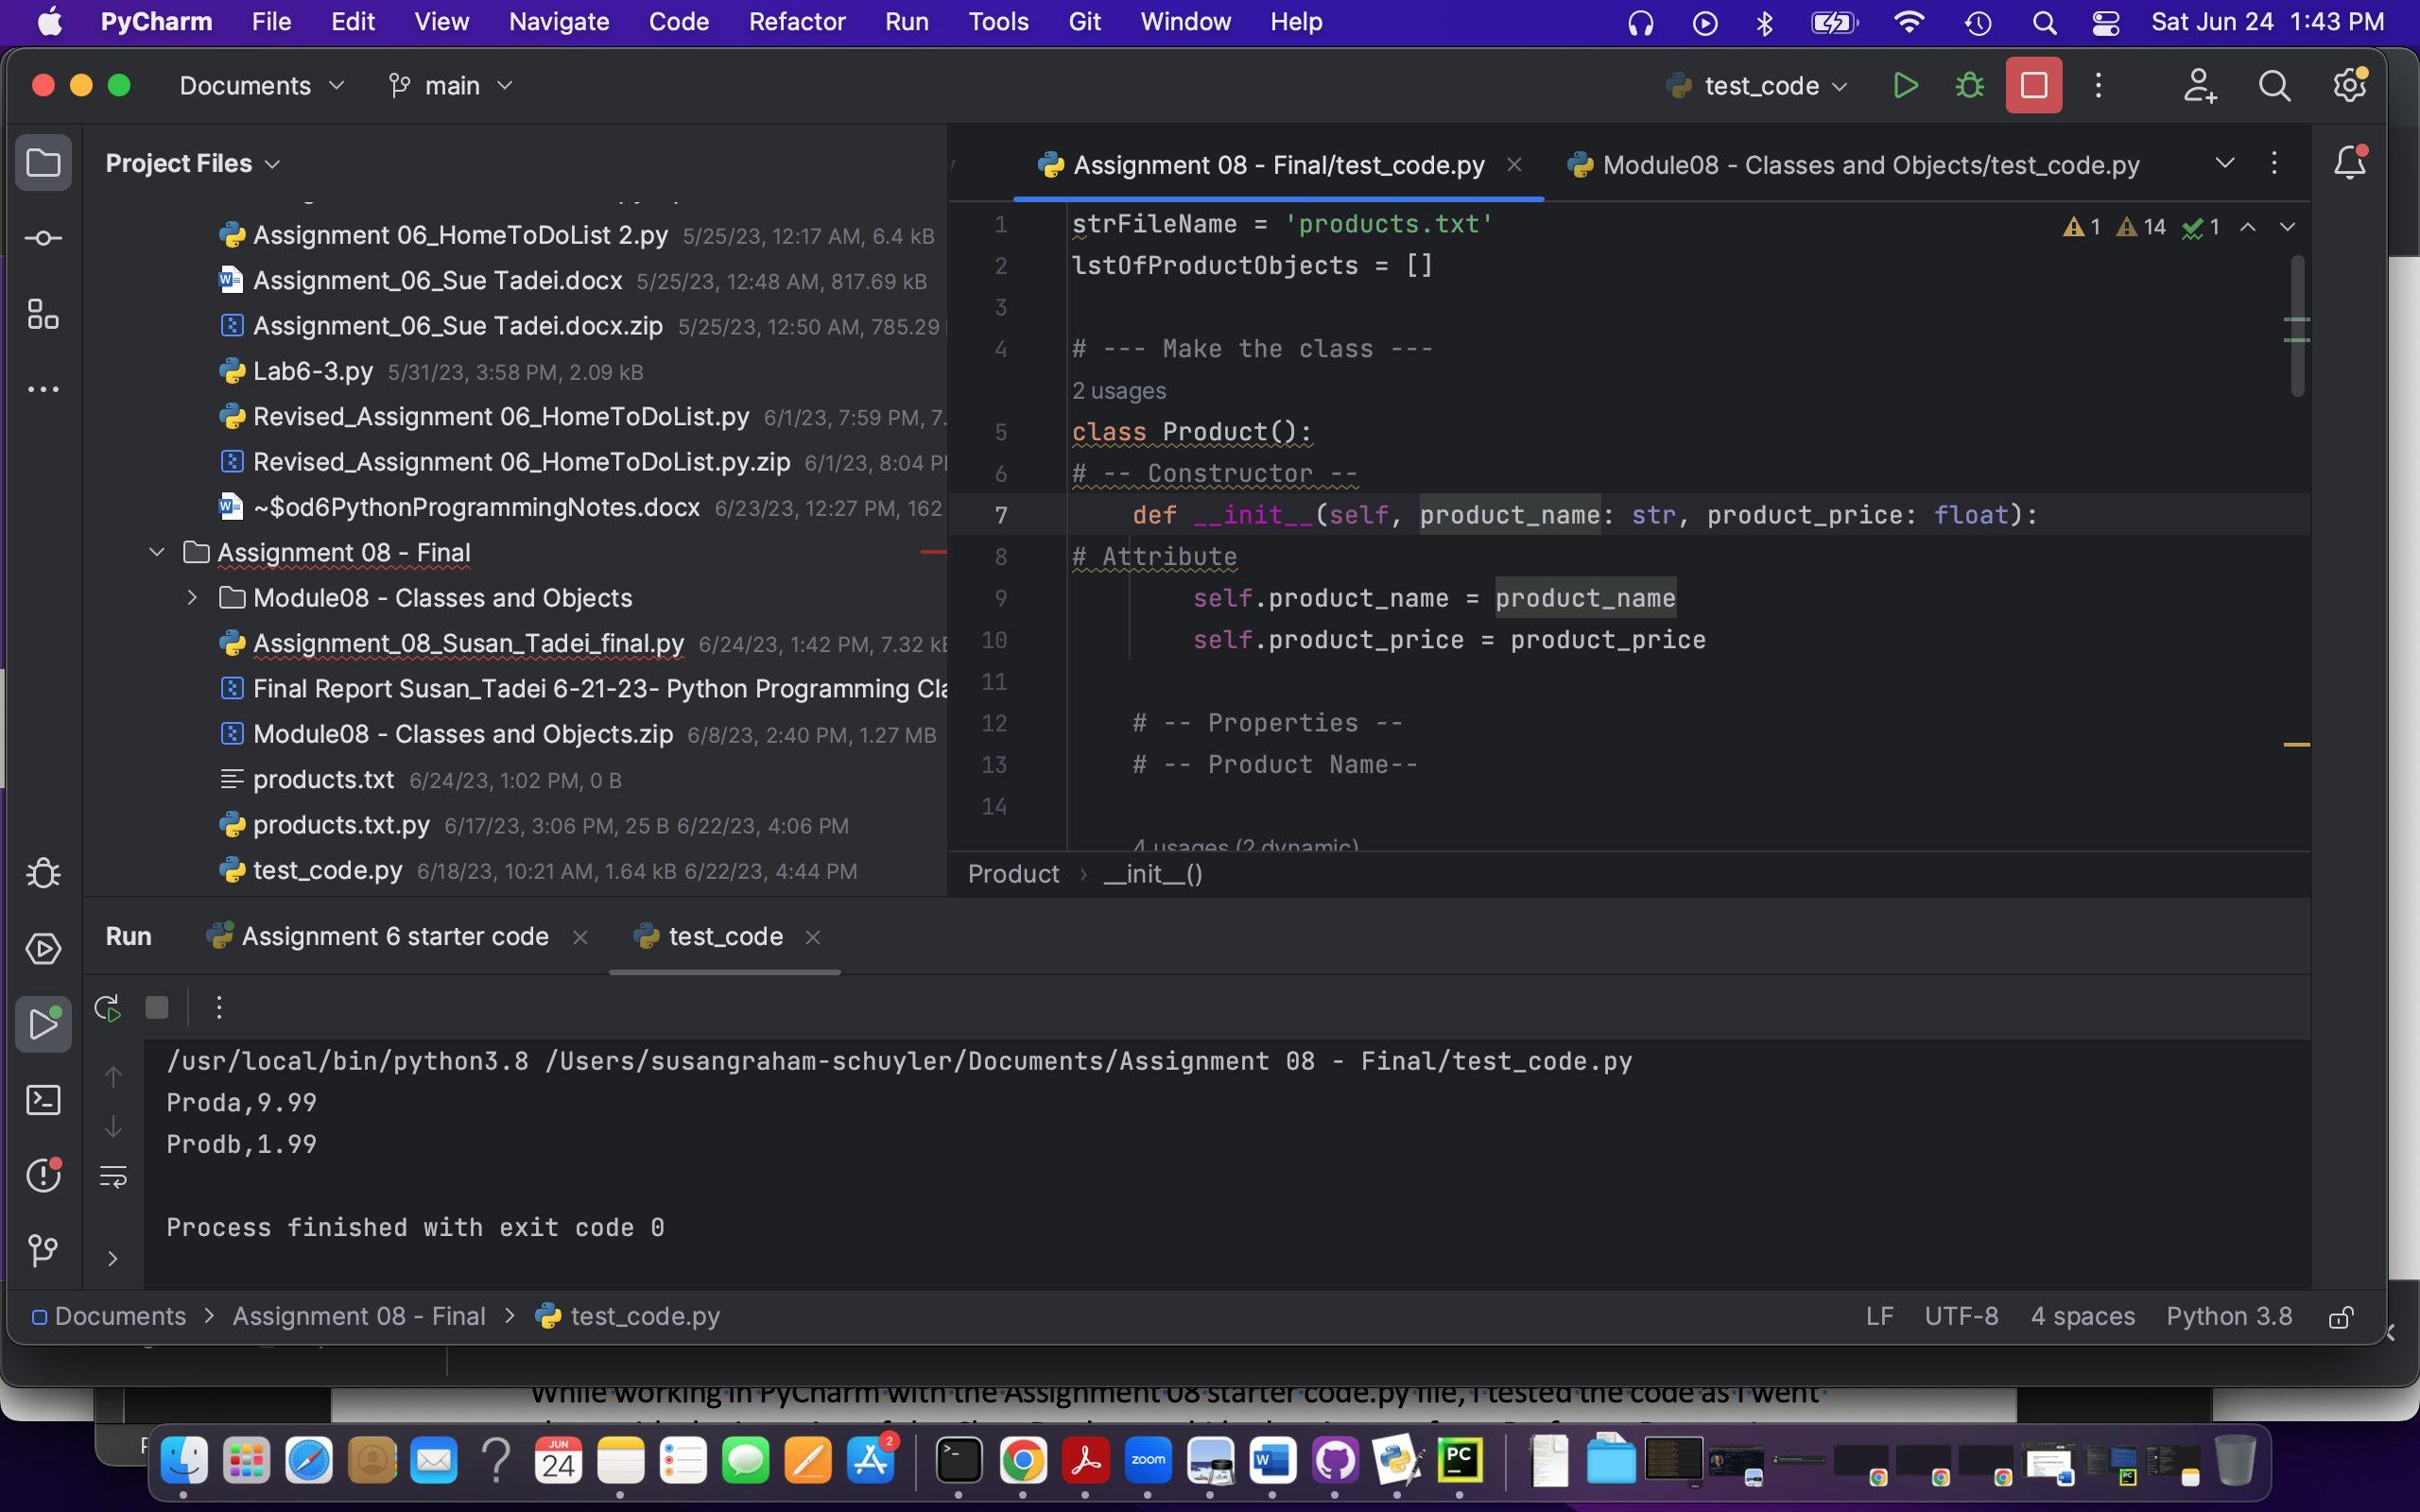 PyCharm File Edit View Navigate Code Refactor Run Tools Git Window Help Sat Jun 24 1:43 PM
Documents main test_code
Project Files
Assignment 06_HomeToDoList 2.py 5/25/23, 12:17 AM, 6.4 kB
Assignment_06_Sue Tadei.docx 5/25/23, 12:48 AM, 817.69 kB
Assignment_06_Sue Tadei.docx.zip 5/25/23, 12:50 AM, 785.29
Lab6-3.py 5/31/23, 3:58 PM, 2.09 kB
Revised_Assignment 06_HomeToDoList.py 6/1/23, 7:59 PM, 7.
Revised_Assignment 06_HomeToDoList.py.zip 6/1/23, 8:04 PM
~$od6PythonProgrammingNotes.docx 6/23/23, 12:27 PM, 162
Assignment 08 - Final
Module08 - Classes and Objects
Assignment_08_Susan_Tadei_final.py 6/24/23, 1:42 PM, 7.32 kB
Final Report Susan_Tadei 6-21-23- Python Programming Cla
Module08 - Classes and Objects.zip 6/8/23, 2:40 PM, 1.27 MB
products.txt 6/24/23, 1:02 PM, 0 B
products.txt.py 6/17/23, 3:06 PM, 25 B 6/22/23, 4:06 PM
test_code.py 6/18/23, 10:21 AM, 1.64 kB 6/22/23, 4:44 PM
Assignment 08 - Final/test_code.py Module08 - Classes and Objects/test_code.py
1 14 1
1 strFileName = 'products.txt'
2 lstOfProductObjects = []
3
4 # --- Make the class ---
2 usages
5 class Product():
6 # -- Constructor --
7 def __init__(self, product_name: str, product_price: float):
8 # Attribute
9 self.product_name = product_name
10 self.product_price = product_price
11
12 # -- Properties --
13 # -- Product Name--
14
4 usages (2 dynamic)
Product › __init__()
Run Assignment 6 starter code test_code
/usr/local/bin/python3.8 /Users/susangraham-schuyler/Documents/Assignment 08 - Final/test_code.py
Proda,9.99
Prodb,1.99
Process finished with exit code 0
Documents > Assignment 08 - Final > test_code.py LF UTF-8 4 spaces Python 3.8
While working in PyCharm with the Assignment 08 starter code.py file, I tested the code as I went
JUN
24
2
zoom
W
PC